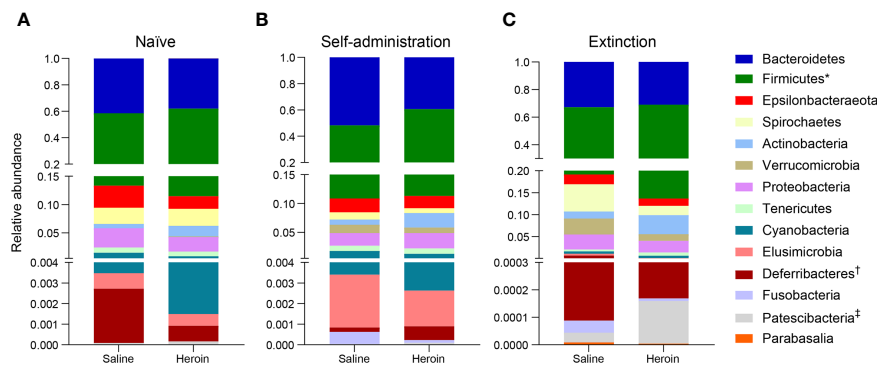 A
B
C
Naïve
Self-administration
Extinction
Relative abundance
1.0
0.8
0.6
0.4
0.2
0.15
0.10
0.05
0.004
0.003
0.002
0.001
0.000
Saline
Heroin
1.0
0.8
0.6
0.4
0.2
0.15
0.10
0.05
0.004
0.003
0.002
0.001
0.000
Saline
Heroin
1.0
0.8
0.6
0.4
0.20
0.15
0.10
0.05
0.0003
0.0002
0.0001
0.0000
Saline
Heroin
Bacteroidetes
Firmicutes*
Epsilonbacteraeota
Spirochaetes
Actinobacteria
Verrucomicrobia
Proteobacteria
Tenericutes
Cyanobacteria
Elusimicrobia
Deferribacteres†
Fusobacteria
Patescibacteria‡
Parabasalia